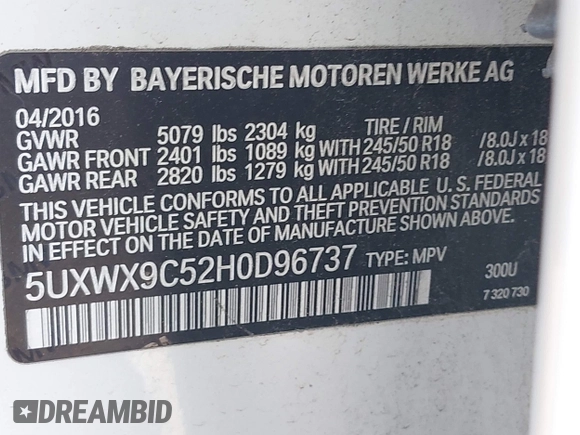 MFD BY BAYERISCHE MOTOREN WERKE AG
04/2016
GVWR 5079 lbs 2304 kg TIRE / RIM
GAWR FRONT 2401 lbs 1089 kg WITH 245/50 R18 /8.0J x 18
GAWR REAR 2820 lbs 1279 kg WITH 245/50 R18 /8.0J x 18
THIS VEHICLE CONFORMS TO ALL APPLICABLE U.S. FEDERAL
MOTOR VEHICLE SAFETY AND THEFT PREVENTION STANDARDS
IN EFFECT ON THE DATE OF MANUFACTURE SHOWN ABOVE.
5UXWX9C52H0D96737 TYPE: MPV
300U
7 320 730
DREAMBID